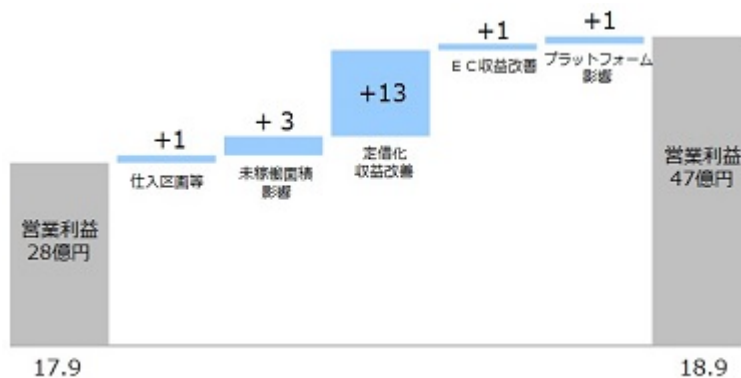 営業利益
28億円
+1
仕入区画等
+ 3
未稼働面積
影響
+13
定借化
収益改善
+1
ＥＣ収益改善
+1
プラットフォーム
影響
営業利益
47億円
17.9
18.9